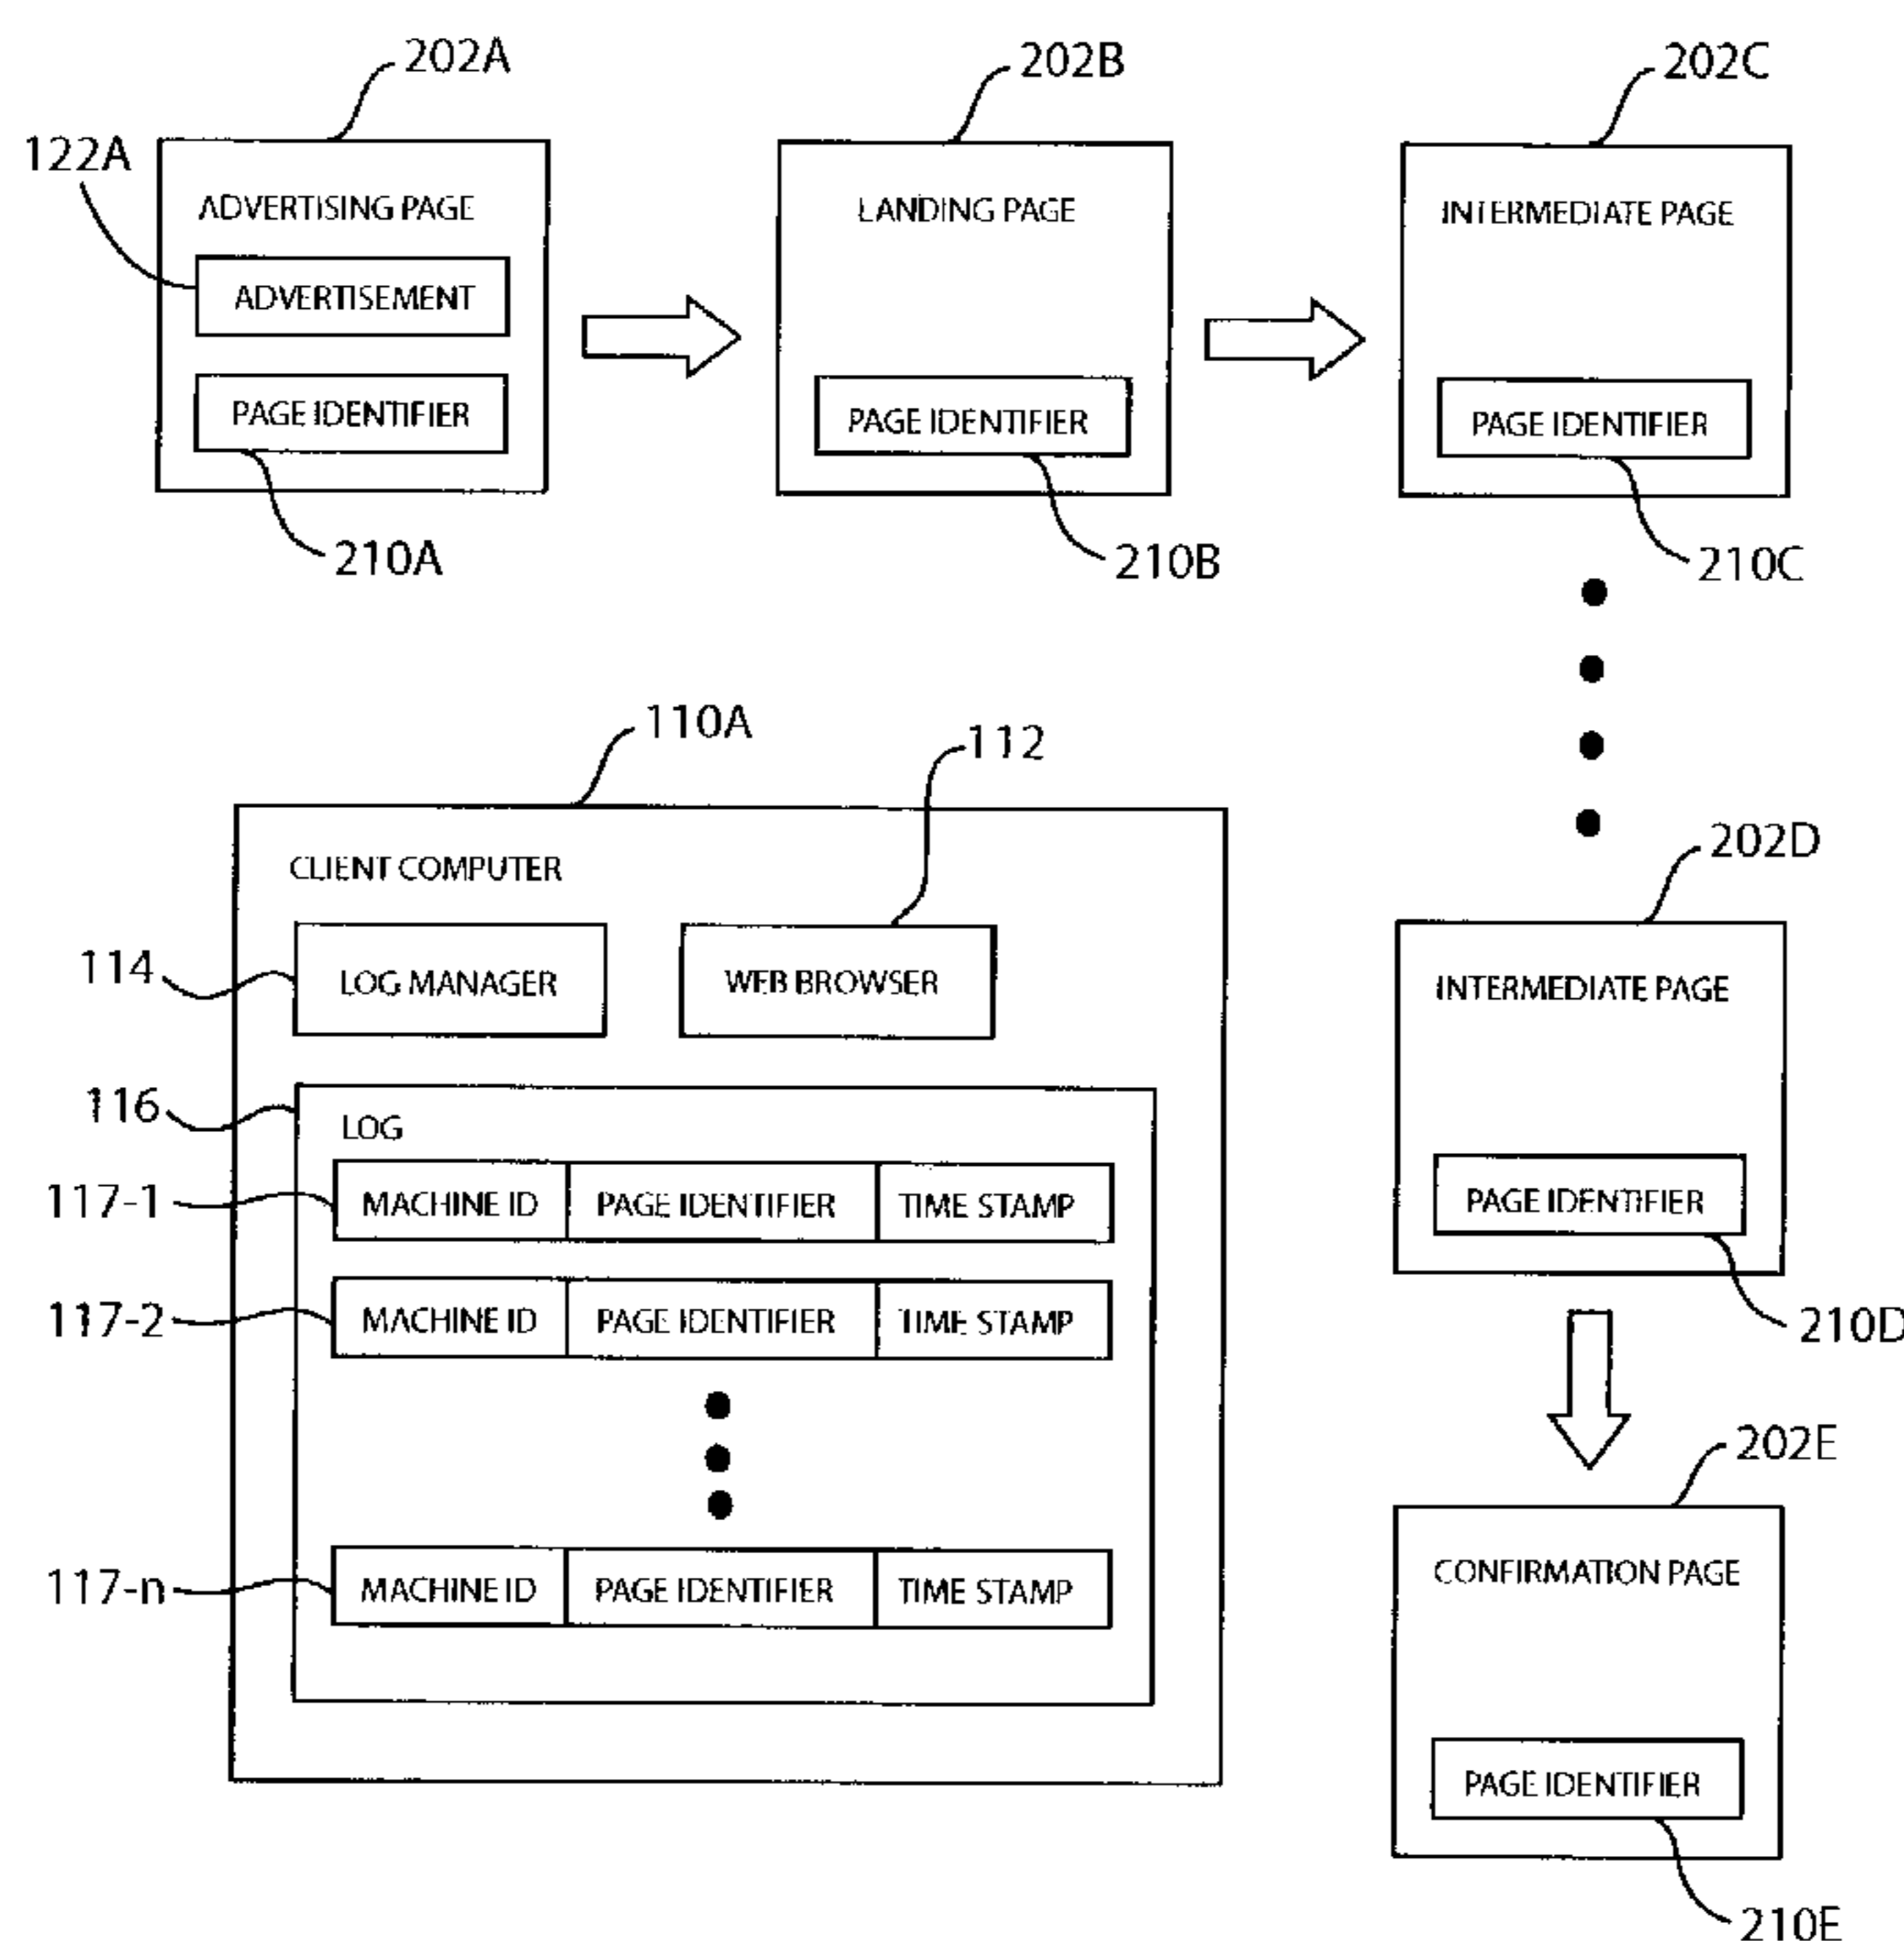 202A
202B
202C
122A
ADVERTISING PAGE
LANDING PAGE
INTERMEDIATE PAGE
ADVERTISEMENT
PAGE IDENTIFIER
PAGE IDENTIFIER
PAGE IDENTIFIER
210A
210B
210C
110A
112
202D
CLIENT COMPUTER
114
LOG MANAGER
WEB BROWSER
INTERMEDIATE PAGE
116
LOG
117-1
MACHINE ID PAGE IDENTIFIER TIME STAMP
PAGE IDENTIFIER
117-2
MACHINE ID PAGE IDENTIFIER TIME STAMP
210D
202E
117-n
MACHINE ID PAGE IDENTIFIER TIME STAMP
CONFIRMATION PAGE
PAGE IDENTIFIER
210E